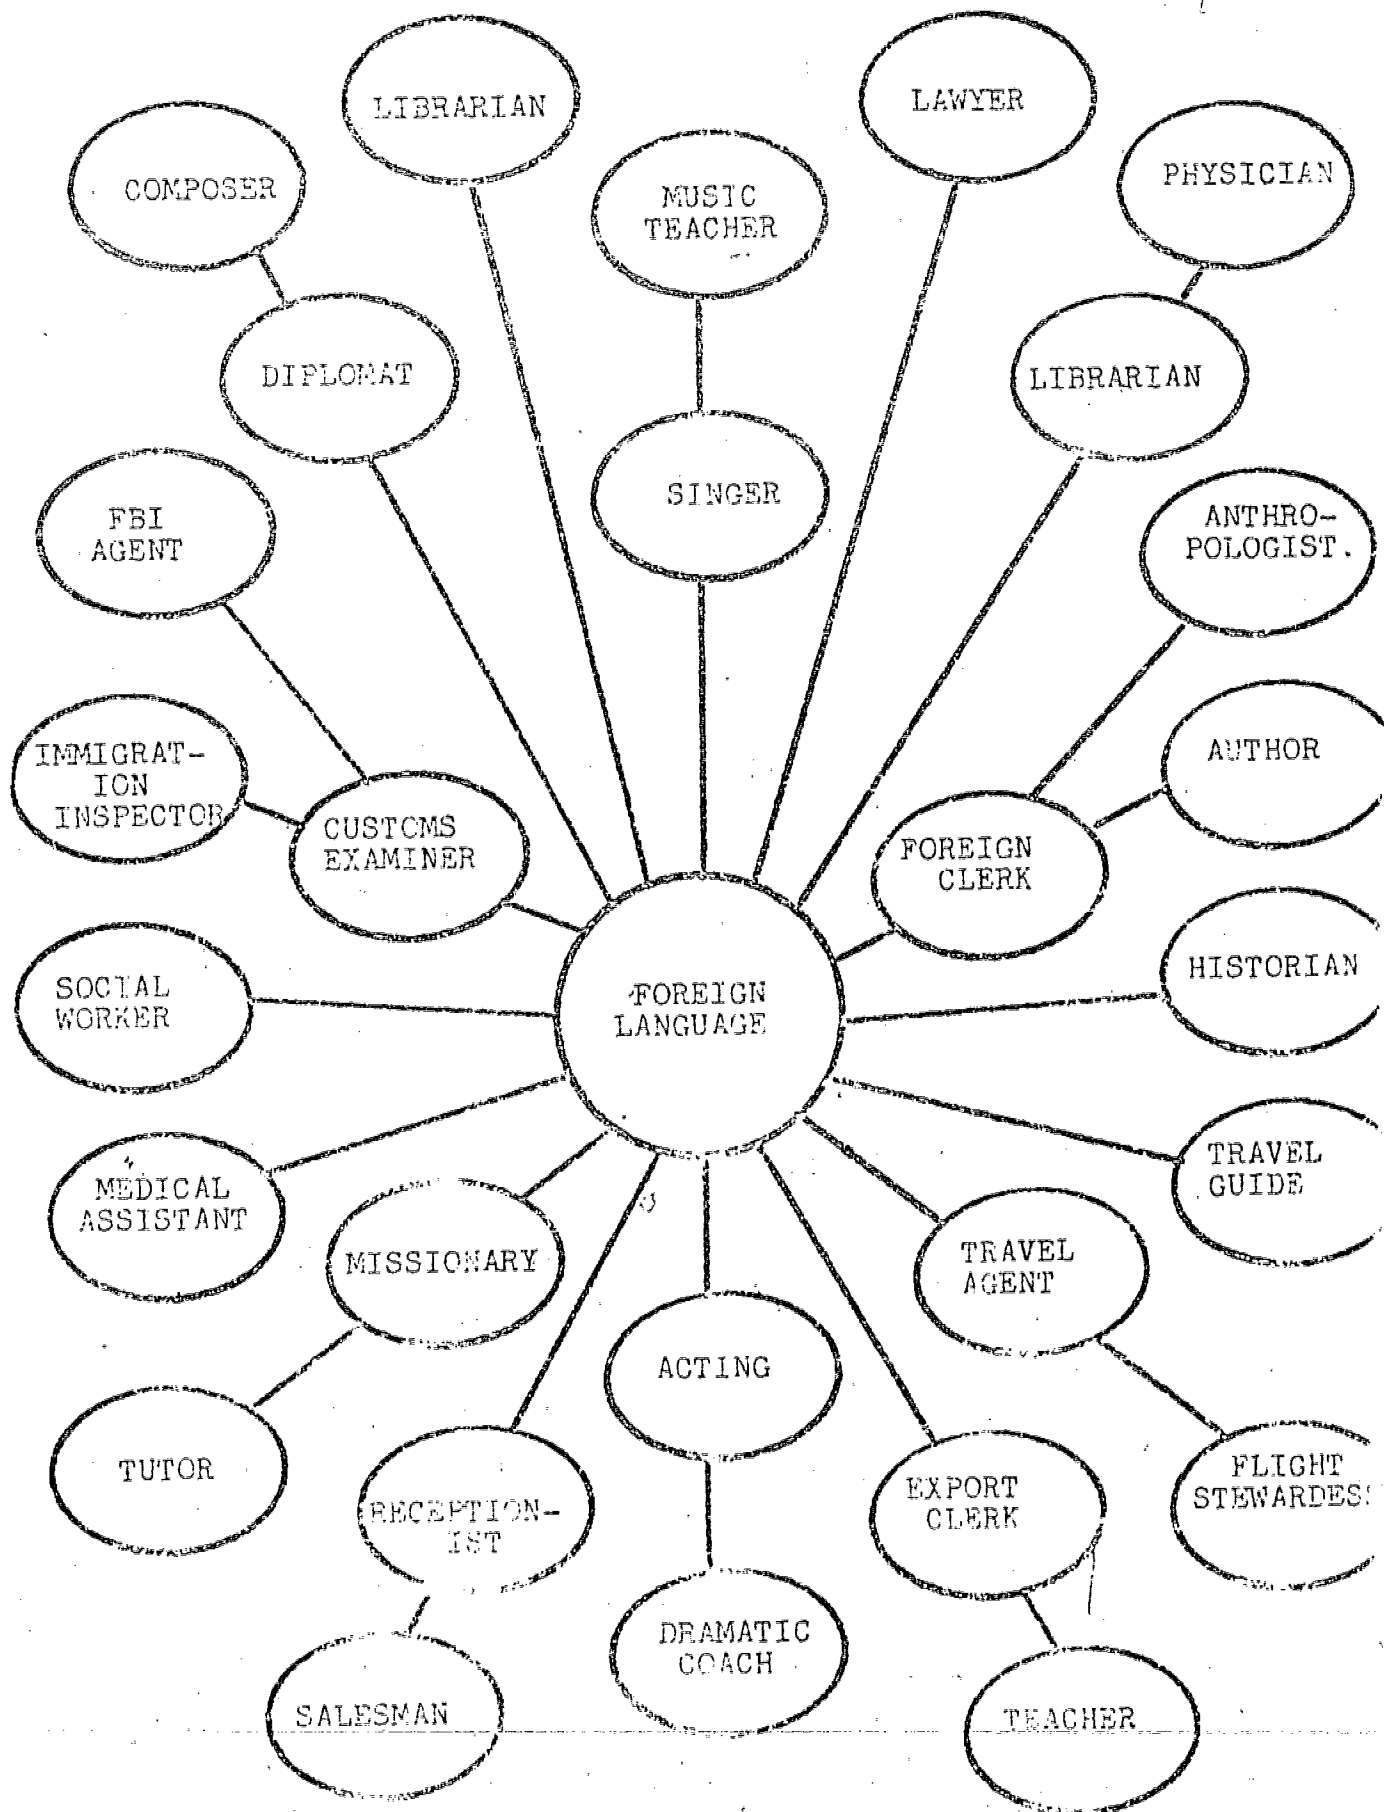 LIBRARIAN
LAWYER
COMPOSER
MUSIC
TEACHER
PHYSICIAN
DIPLOMAT
LIBRARIAN
SINGER
FBI
AGENT
ANTHRO-
POLOGIST.
IMMIGRAT-
ION
INSPECTOR
CUSTOMS
EXAMINER
FOREIGN
CLERK
AUTHOR
SOCIAL
WORKER
FOREIGN
LANGUAGE
HISTORIAN
MEDICAL
ASSISTANT
MISSIONARY
TRAVEL
AGENT
TRAVEL
GUIDE
TUTOR
RECEPTION-
IST
ACTING
EXPORT
CLERK
FLIGHT
STEWARDESS
SALESMAN
DRAMATIC
COACH
TEACHER